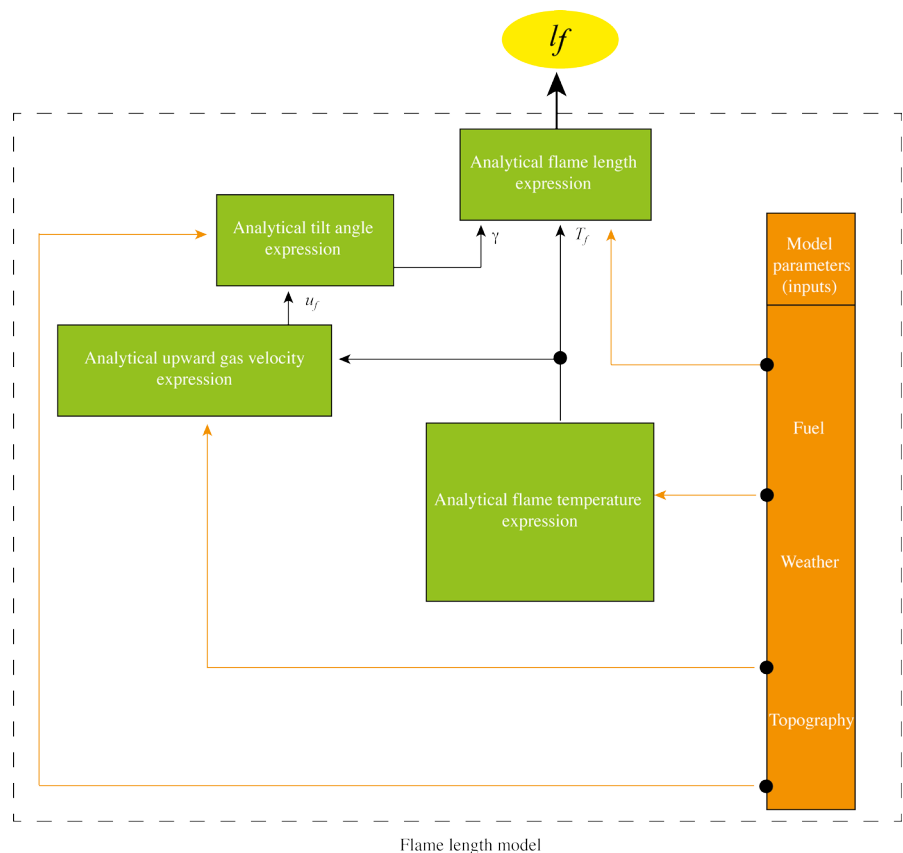 lf
Analytical flame length
expression
Analytical tilt angle
expression
γ
T_f
Model
parameters
(inputs)
u_f
Analytical upward gas velocity
expression
Fuel
Analytical flame temperature
expression
Weather
Topography
Flame length model